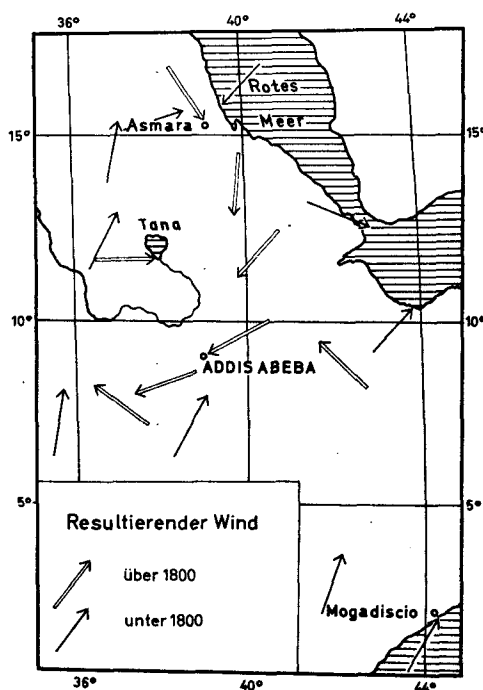 36° 40° 44°
Rotes
Asmara
Meer
15° 15°
Tana
10° 10°
ADDIS ABEBA
5° 5°
Resultierender Wind
über 1800
unter 1800
Mogadiscio
36° 40° 44°